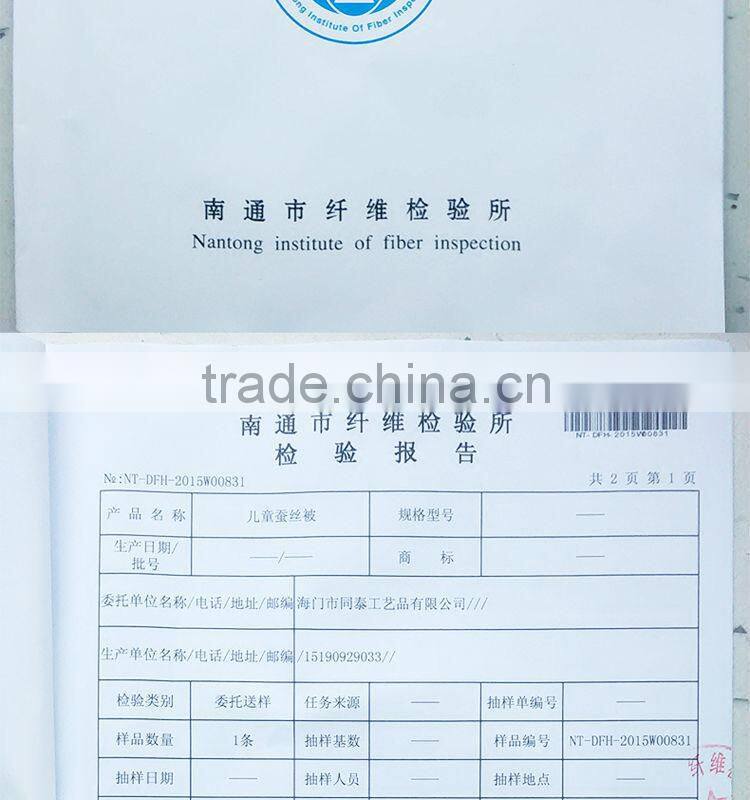 ong Institute Of Fiber Inspec
南通市纤维检验所
Nantong institute of fiber inspection
trade.china.cn
南通市纤维检验所
检验报告
NT-DFH-2015W00831
№:NT-DFH-2015W00831
共 2 页 第 1 页
产品名称 儿童蚕丝被 规格型号 ——
生产日期/批号 ——/—— 商标 ——
委托单位名称/电话/地址/邮编 海门市同泰工艺品有限公司///
生产单位名称/电话/地址/邮编 /15190929033//
检验类别 委托送样 任务来源 —— 抽样单编号 ——
样品数量 1条 抽样基数 —— 样品编号 NT-DFH-2015W00831
抽样日期 —— 抽样人员 —— 抽样地点 ——
纤维